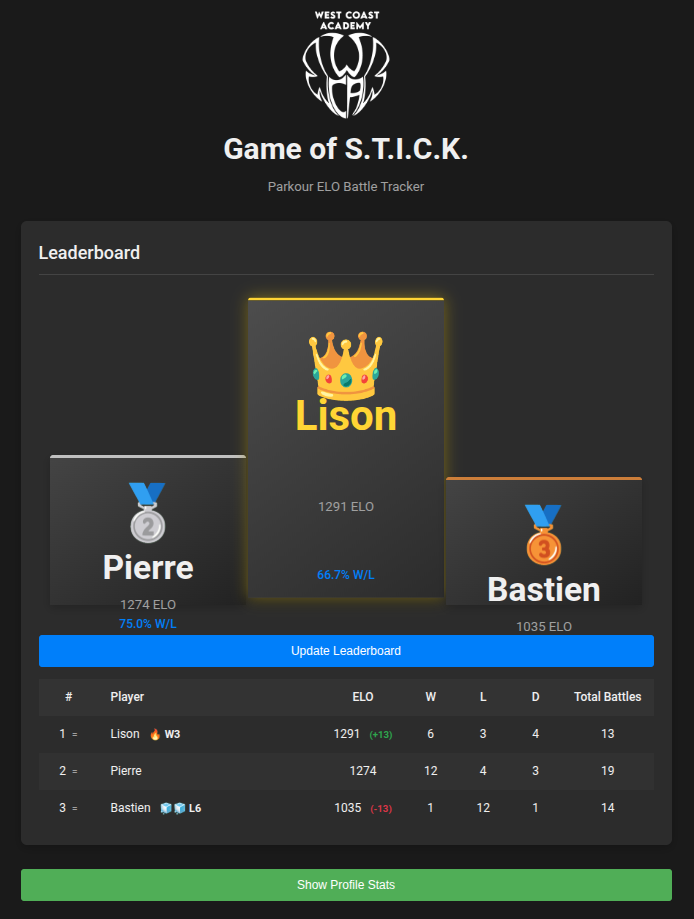 WEST COAST
ACADEMY
WCA
Game of S.T.I.C.K.
Parkour ELO Battle Tracker
Leaderboard
Lison
1291 ELO
66.7% W/L
2
Pierre
1274 ELO
75.0% W/L
3
Bastien
1035 ELO
Update Leaderboard
# Player ELO W L D Total Battles
1 = Lison 🔥 W3 1291 (+13) 6 3 4 13
2 = Pierre 1274 12 4 3 19
3 = Bastien 🧊🧊 L6 1035 (-13) 1 12 1 14
Show Profile Stats